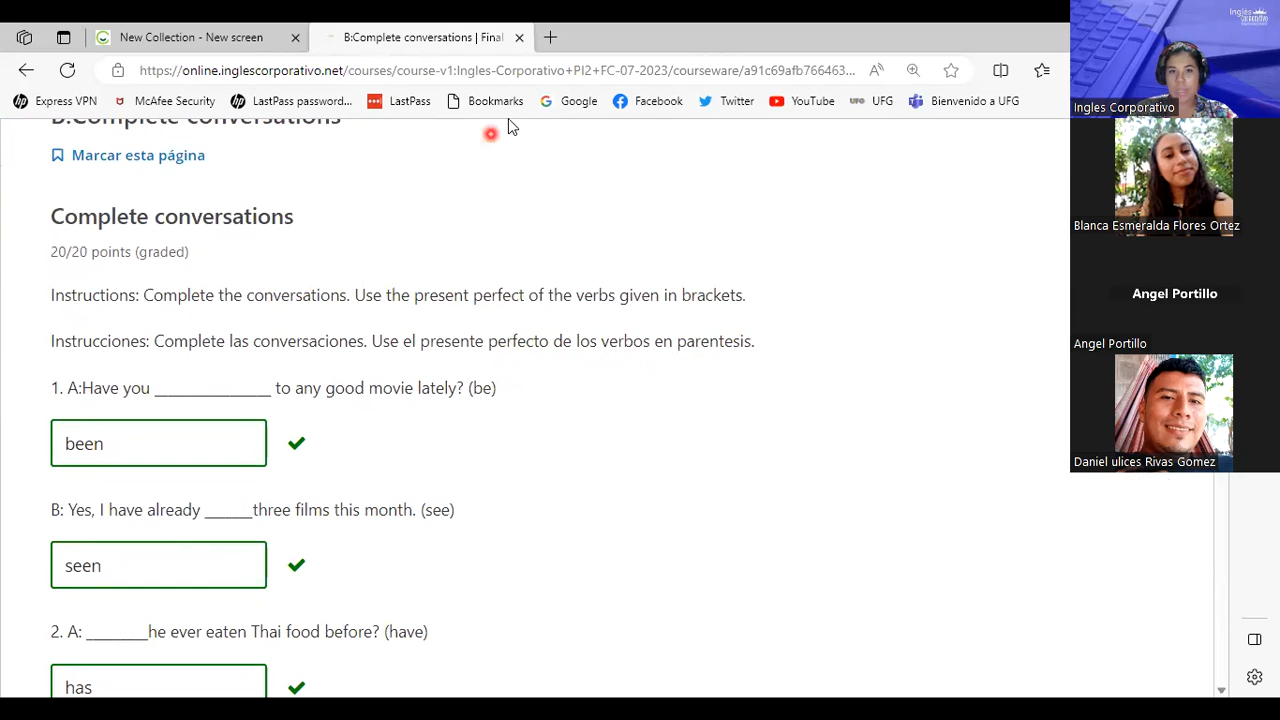 New Collection - New screen
B:Complete conversations | Final
https://online.inglescorporativo.net/courses/course-v1:Ingles-Corporativo+PI2+FC-07-2023/courseware/a91c69afb766463...
Express VPN McAfee Security LastPass password... LastPass Bookmarks Google Facebook Twitter YouTube UFG Bienvenido a UFG
B:Complete conversations
Marcar esta página
Complete conversations
20/20 points (graded)
Instructions: Complete the conversations. Use the present perfect of the verbs given in brackets.
Instrucciones: Complete las conversaciones. Use el presente perfecto de los verbos en parentesis.
1. A:Have you _______________ to any good movie lately? (be)
been
B: Yes, I have already ______three films this month. (see)
seen
2. A: ________he ever eaten Thai food before? (have)
has
Inglés
corporativo
Ingles Corporativo
Blanca Esmeralda Flores Ortez
Angel Portillo
Angel Portillo
Daniel ulices Rivas Gomez